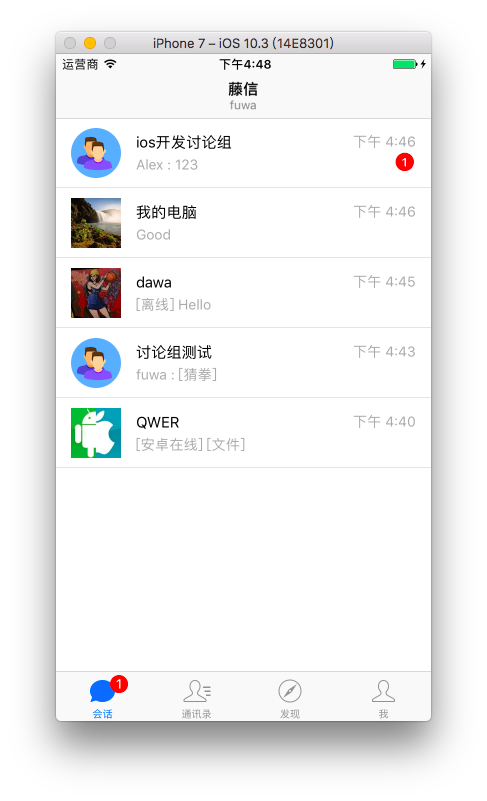 iPhone 7 – iOS 10.3 (14E8301)
运营商 下午4:48
藤信
fuwa
ios开发讨论组 下午 4:46
Alex : 123 1
我的电脑 下午 4:46
Good
dawa 下午 4:45
[离线] Hello
讨论组测试 下午 4:43
fuwa : [猜拳]
QWER 下午 4:40
[安卓在线] [文件]
1
会话 通讯录 发现 我